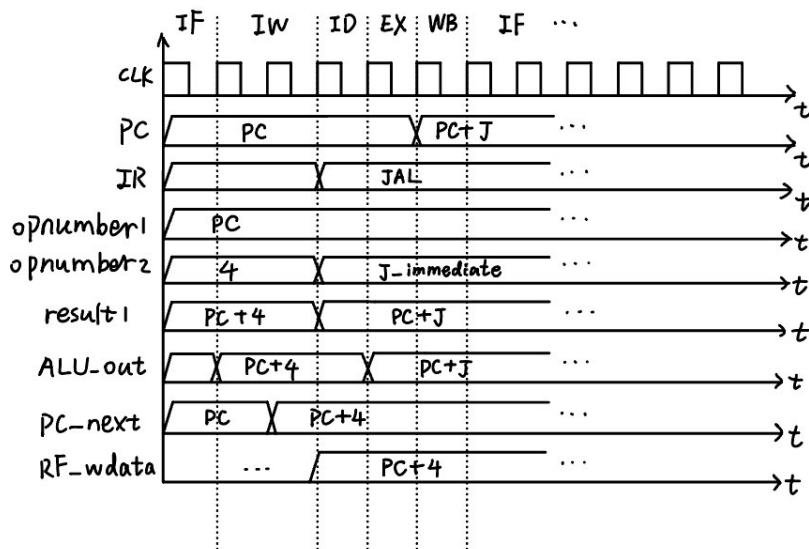 IF IW ID EX WB IF ...
CLK t
PC PC PC+J ... t
IR JAL ... t
opnumber1 PC ... t
opnumber2 4 J_immediate ... t
result1 PC+4 PC+J ... t
ALU_out PC+4 PC+J ... t
PC_next PC PC+4 ... t
RF_wdata ... PC+4 ... t